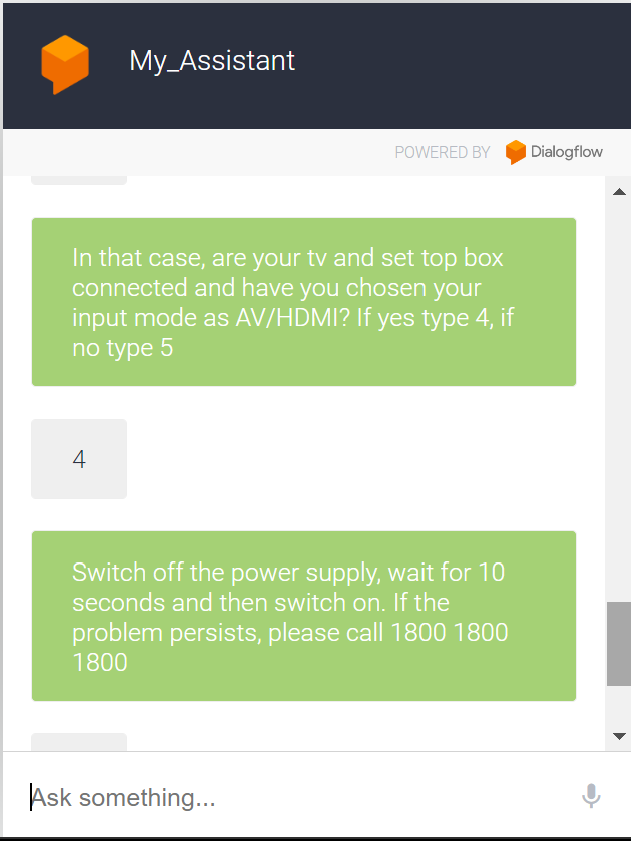 My_Assistant
POWERED BY Dialogflow
In that case, are your tv and set top box
connected and have you chosen your
input mode as AV/HDMI? If yes type 4, if
no type 5
4
Switch off the power supply, wait for 10
seconds and then switch on. If the
problem persists, please call 1800 1800
1800
Ask something...